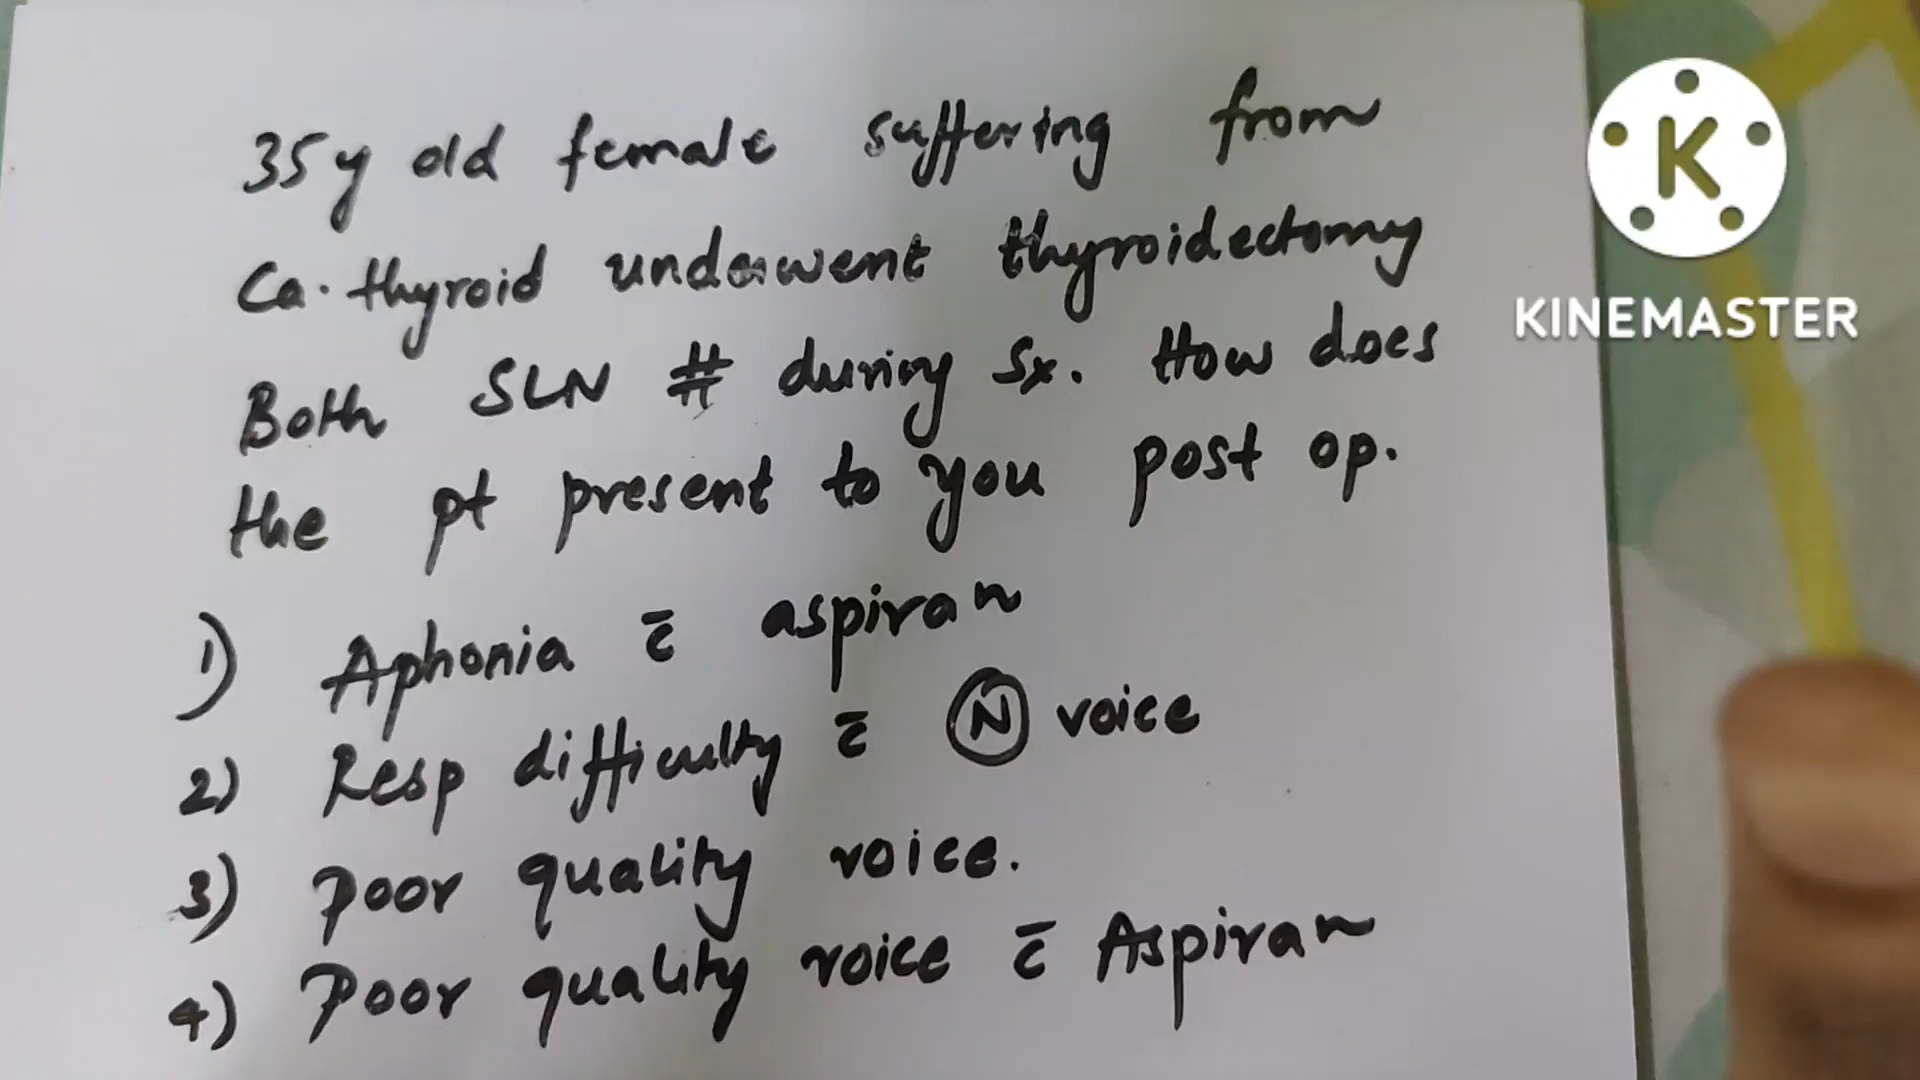 35y old female suffering from
Ca. thyroid underwent thyroidectomy
Both SLN # during Sx. How does
the pt present to you post op.
1) Aphonia c̄ aspiran
2) Resp difficulty c̄ Ⓝ voice
3) Poor quality voice.
4) Poor quality voice c̄ Aspiran
K
KINEMASTER